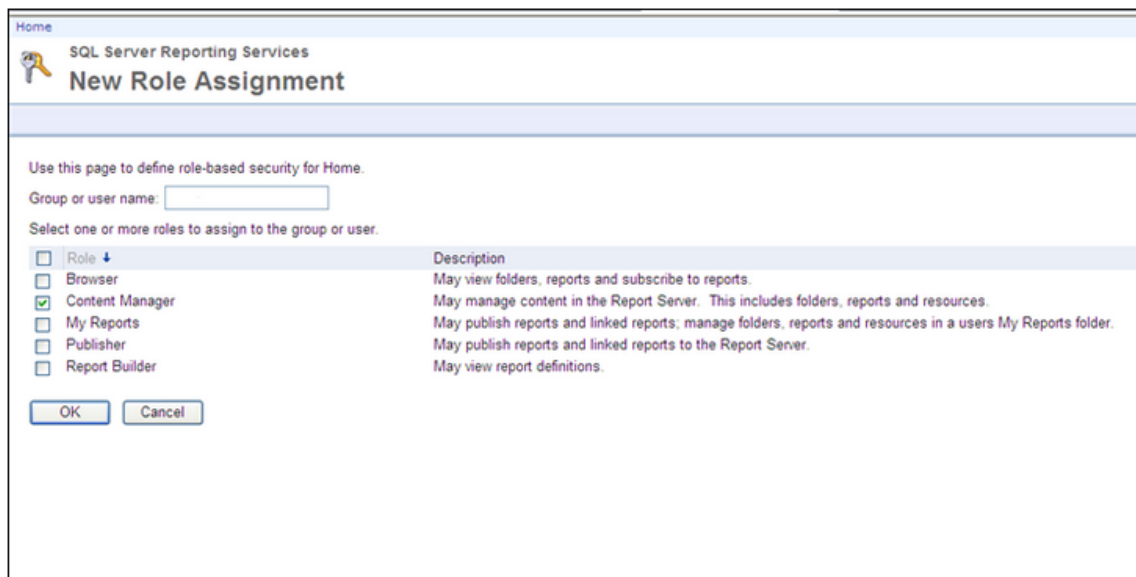 Home
SQL Server Reporting Services
New Role Assignment
Use this page to define role-based security for Home.
Group or user name:
Select one or more roles to assign to the group or user.
Role Description
Browser May view folders, reports and subscribe to reports.
Content Manager May manage content in the Report Server. This includes folders, reports and resources.
My Reports May publish reports and linked reports; manage folders, reports and resources in a users My Reports folder.
Publisher May publish reports and linked reports to the Report Server.
Report Builder May view report definitions.
OK Cancel